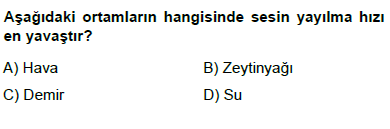 Aşağıdaki ortamların hangisinde sesin yayılma hızı
en yavaştır?
A) Hava B) Zeytinyağı
C) Demir D) Su